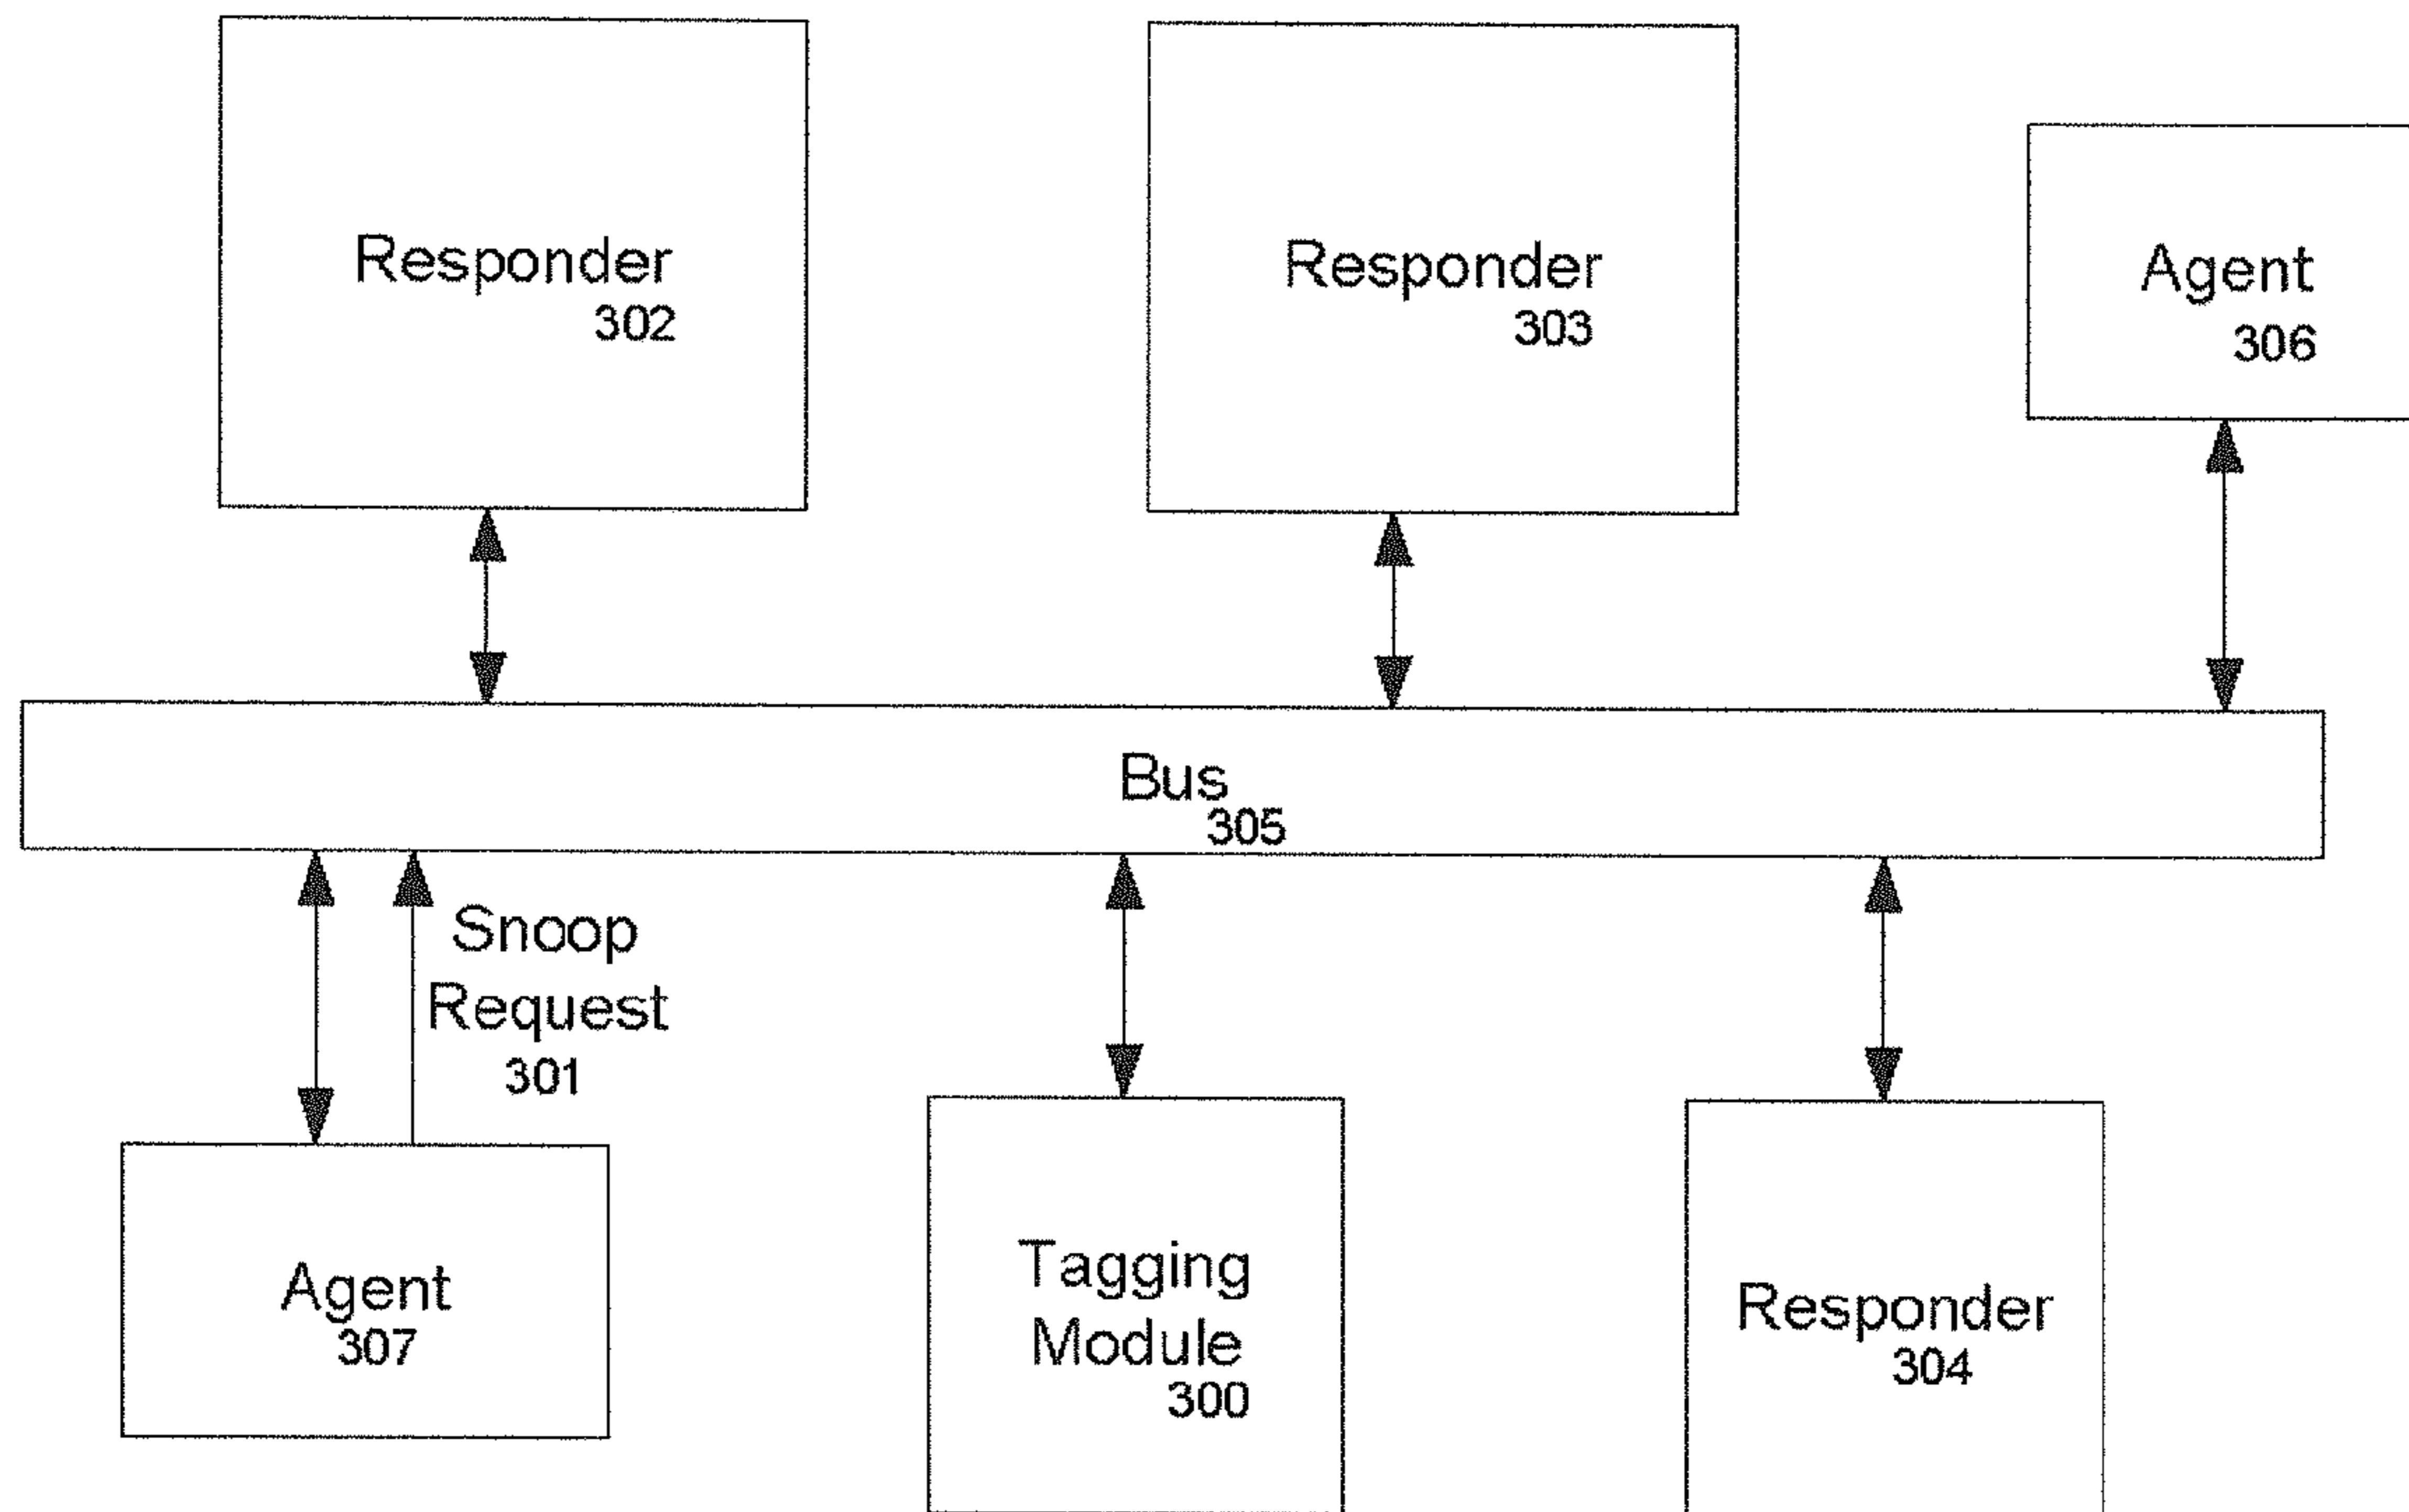 Responder
302
Responder
303
Agent
306
Bus
305
Snoop
Request
301
Agent
307
Tagging
Module
300
Responder
304